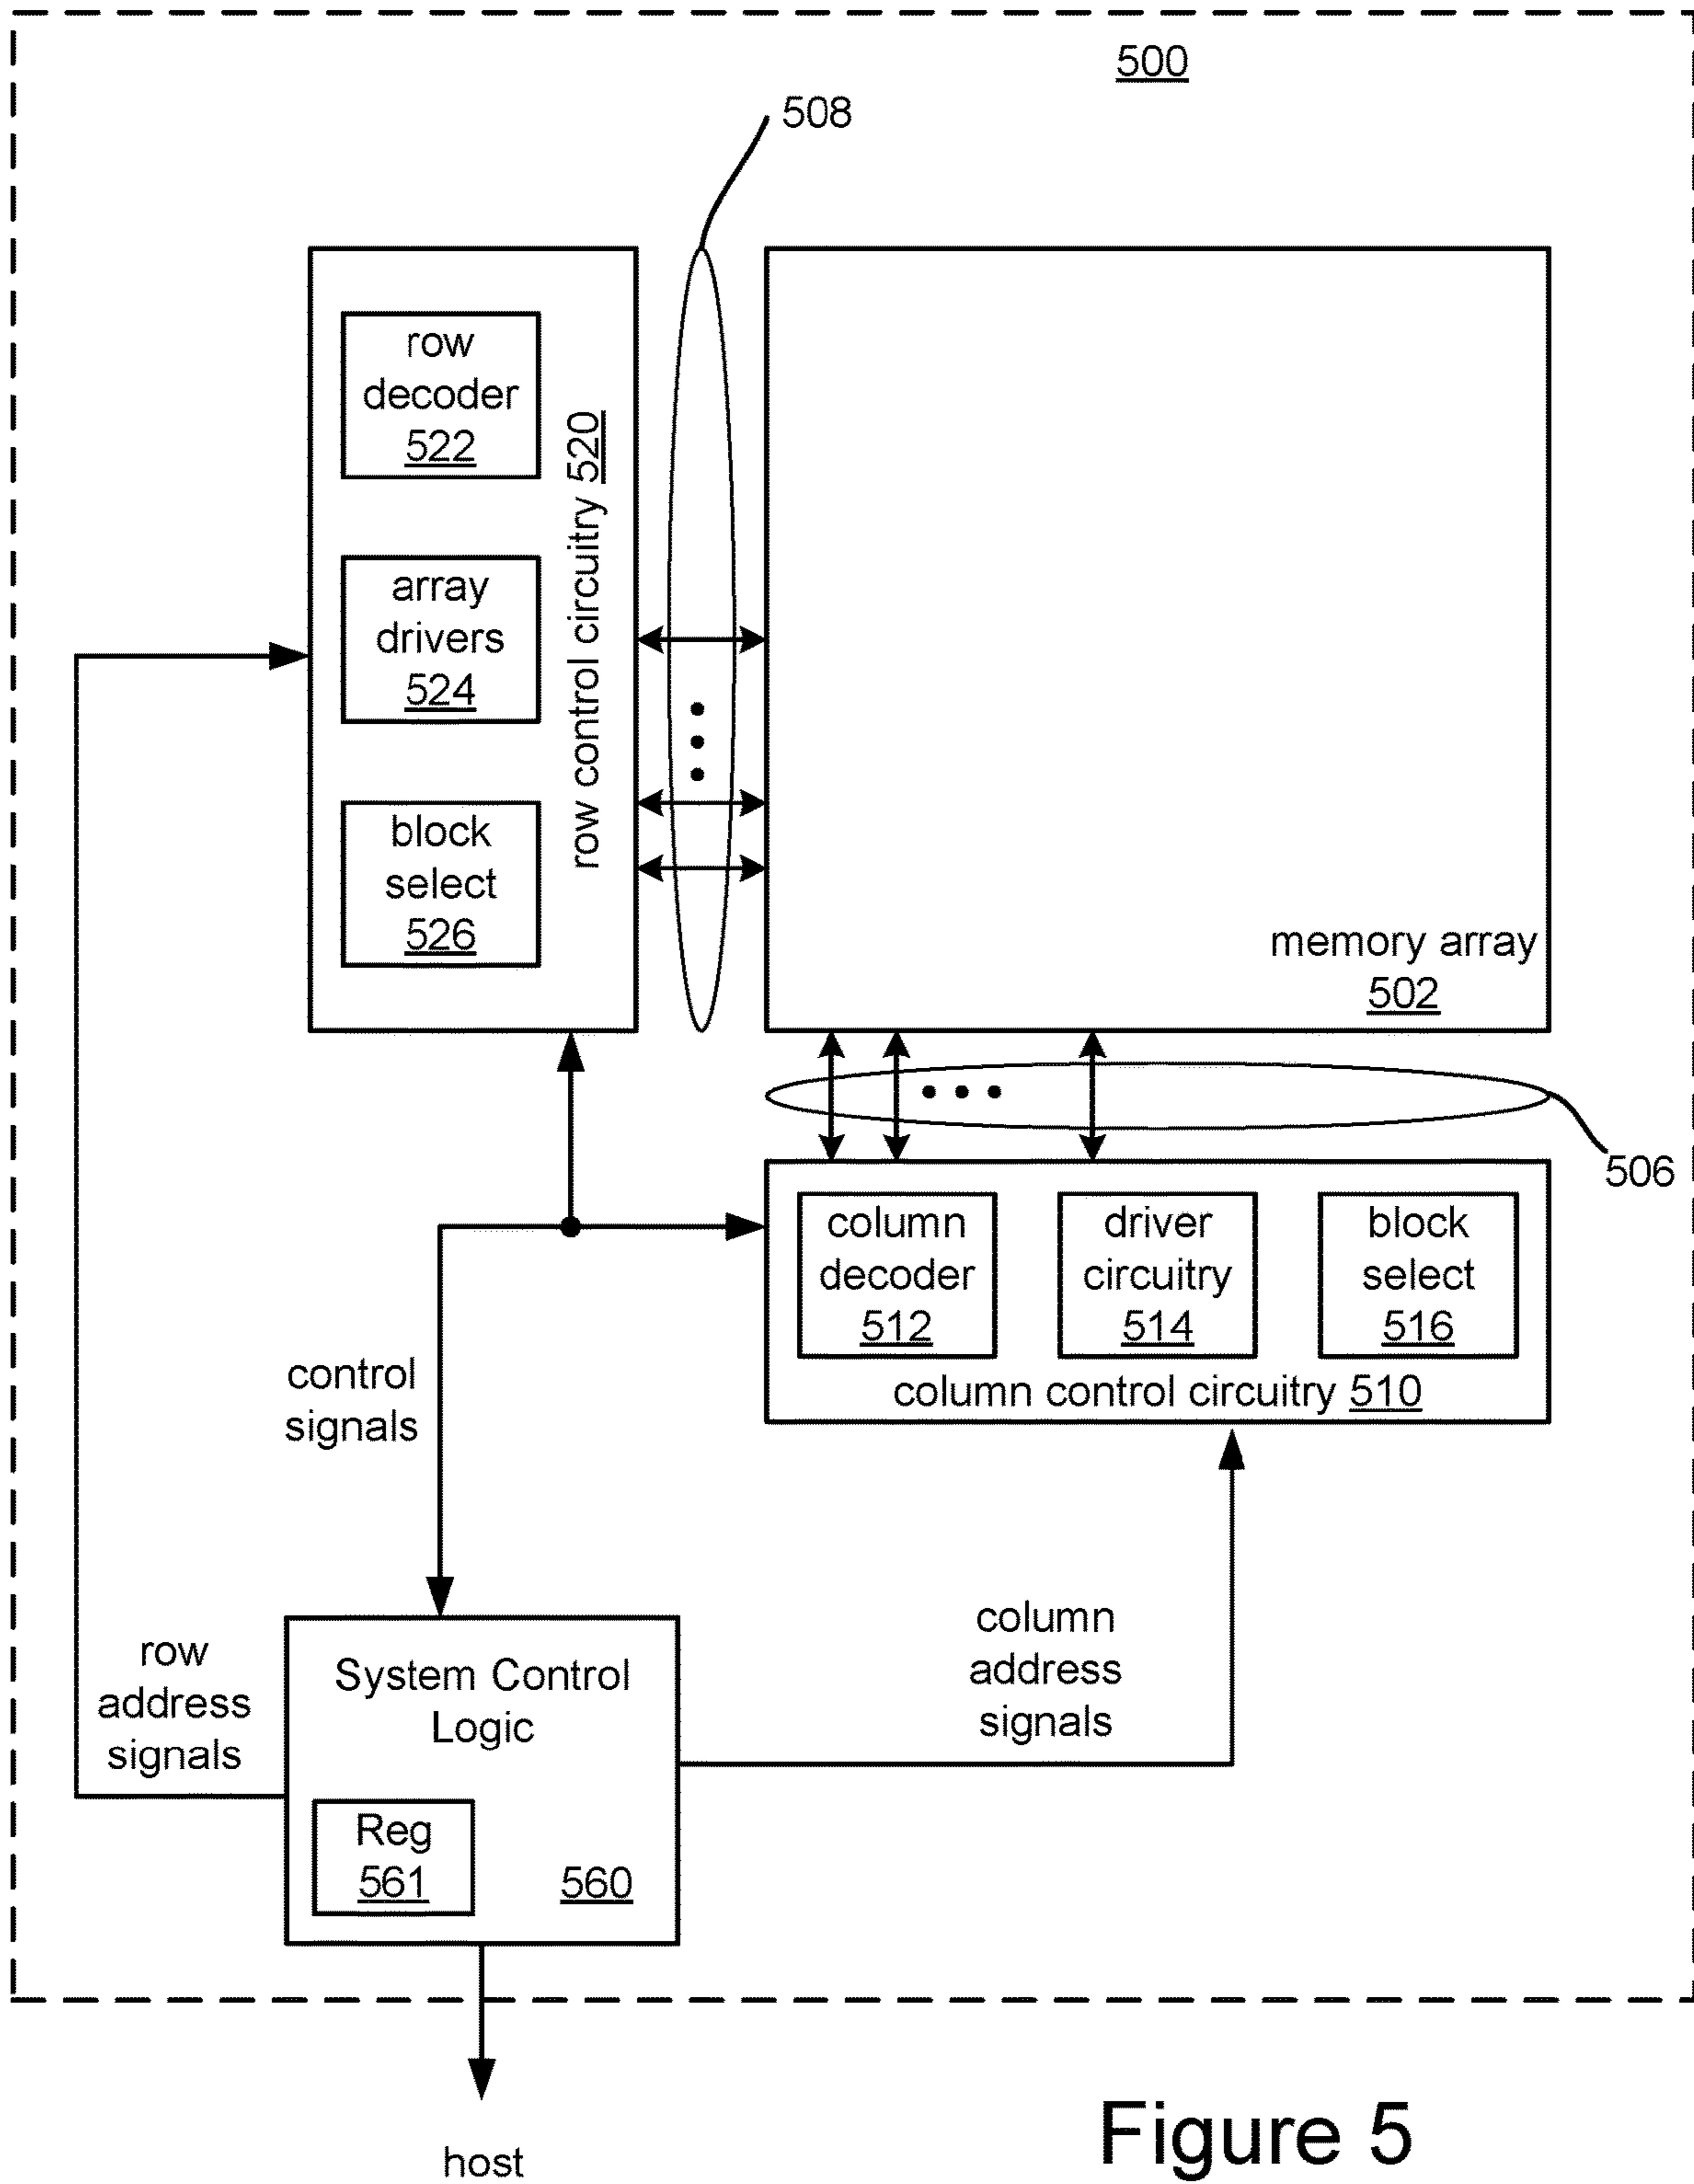 500
508
row
decoder
522
array
drivers
524
block
select
526
row control circuitry 520
memory array
502
506
column
decoder
512
driver
circuitry
514
block
select
516
column control circuitry 510
control
signals
row
address
signals
System Control
Logic
Reg
561
560
column
address
signals
host
Figure 5